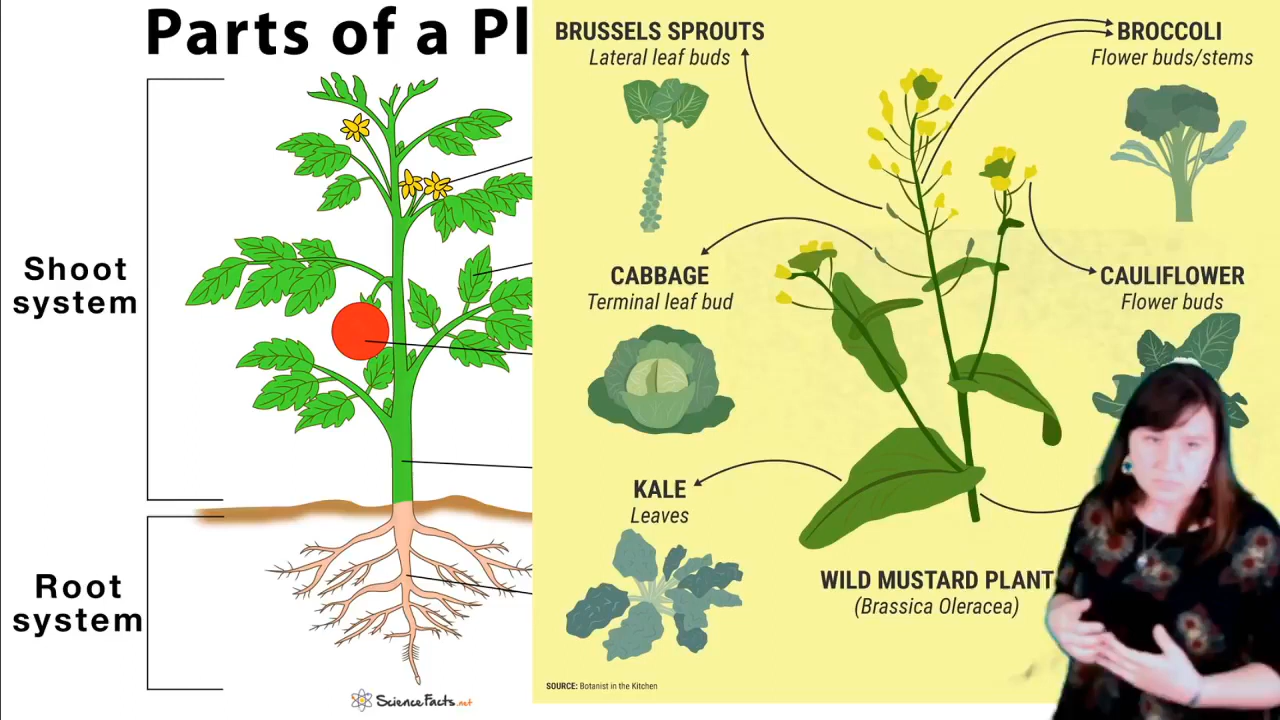 Parts of a Pl
Shoot
system
Root
system
ScienceFacts.net
BRUSSELS SPROUTS
Lateral leaf buds
BROCCOLI
Flower buds/stems
CABBAGE
Terminal leaf bud
CAULIFLOWER
Flower buds
KALE
Leaves
WILD MUSTARD PLANT
(Brassica Oleracea)
SOURCE: Botanist in the Kitchen